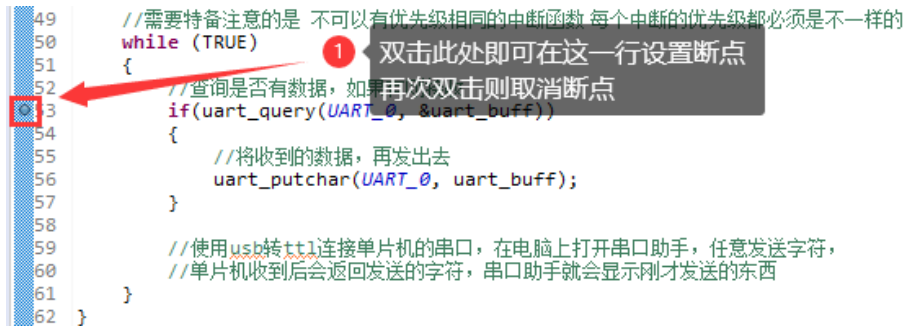 49 //需要特备注意的是 不可以有优先级相同的中断函数 每个中断的优先级都必须是不一样的
50 while (TRUE)
51 {
52 //查询是否有数据，如果
53 if(uart_query(UART_0, &uart_buff))
54 {
55 //将收到的数据，再发出去
56 uart_putchar(UART_0, uart_buff);
57 }
58
59 //使用usb转ttl连接单片机的串口，在电脑上打开串口助手，任意发送字符，
60 //单片机收到后会返回发送的字符，串口助手就会显示刚才发送的东西
61 }
62 }
1 双击此处即可在这一行设置断点
再次双击则取消断点